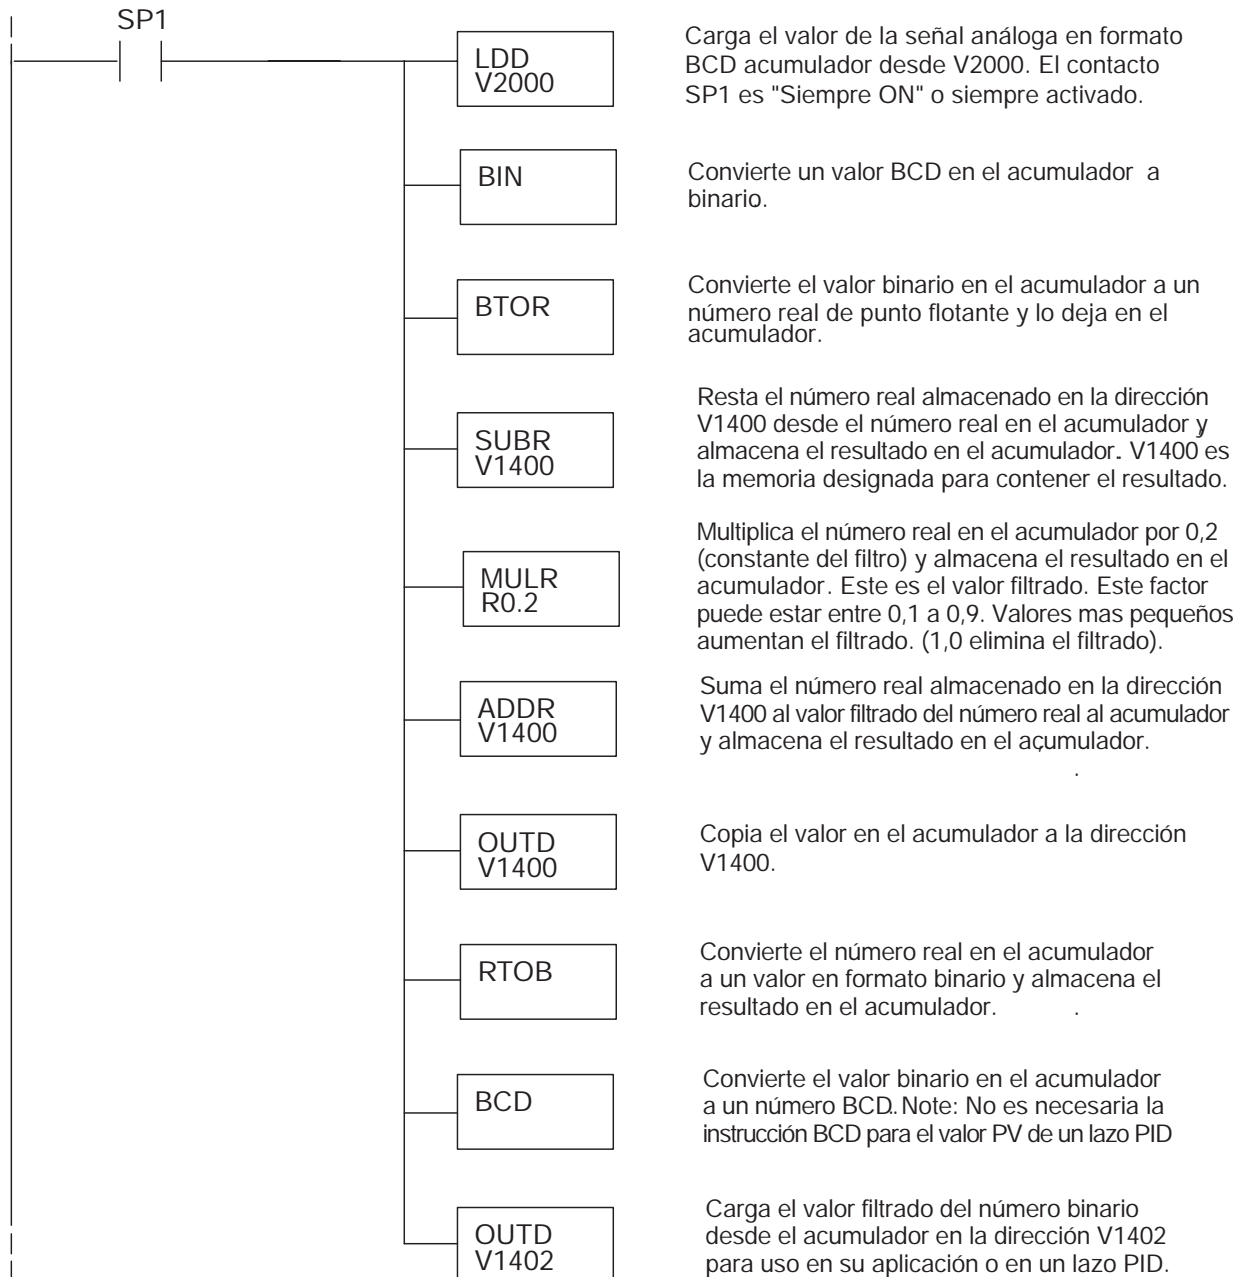 SP1
LDD
V2000
Carga el valor de la señal análoga en formato
BCD acumulador desde V2000. El contacto
SP1 es "Siempre ON" o siempre activado.
BIN
Convierte un valor BCD en el acumulador a
binario.
BTOR
Convierte el valor binario en el acumulador a un
número real de punto flotante y lo deja en el
acumulador.
SUBR
V1400
Resta el número real almacenado en la dirección
V1400 desde el número real en el acumulador y
almacena el resultado en el acumulador. V1400 es
la memoria designada para contener el resultado.
MULR
R0.2
Multiplica el número real en el acumulador por 0,2
(constante del filtro) y almacena el resultado en el
acumulador. Este es el valor filtrado. Este factor
puede estar entre 0,1 a 0,9. Valores mas pequeños
aumentan el filtrado. (1,0 elimina el filtrado).
ADDR
V1400
Suma el número real almacenado en la dirección
V1400 al valor filtrado del número real al acumulador
y almacena el resultado en el acumulador.
.
OUTD
V1400
Copia el valor en el acumulador a la dirección
V1400.
RTOB
Convierte el número real en el acumulador
a un valor en formato binario y almacena el
resultado en el acumulador. .
BCD
Convierte el valor binario en el acumulador
a un número BCD..Note: No es necesaria la
instrucción BCD para el valor PV de un lazo PID
OUTD
V1402
Carga el valor filtrado del número binario
desde el acumulador en la dirección V1402
para uso en su aplicación o en un lazo PID.